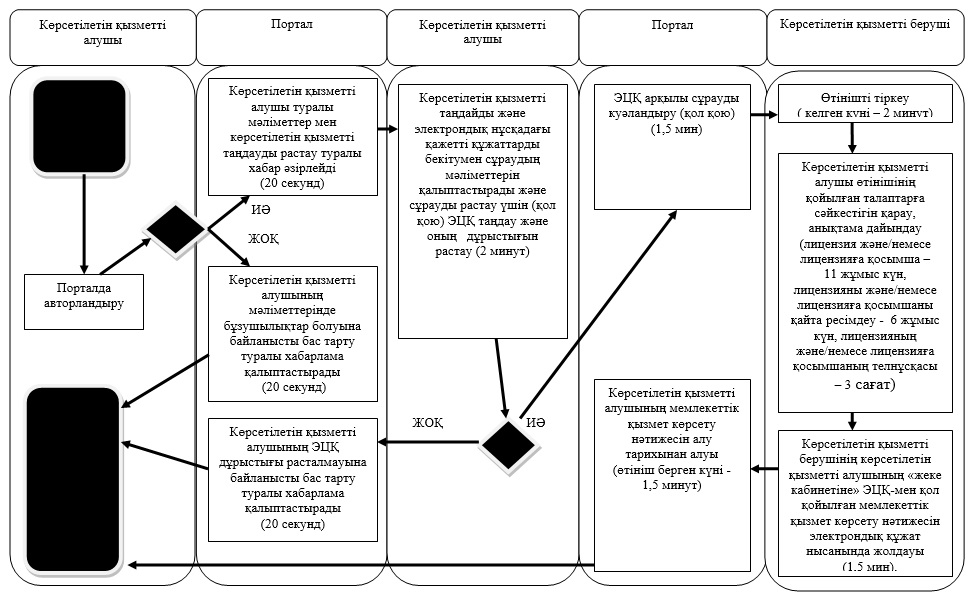 Көрсетілетін қызметті
алушы
Портал
Көрсетілетін қызметті
алушы
Портал
Көрсетілетін қызметті беруші
Порталда
авторландыру
Көрсетілетін қызметті
алушы туралы
мәліметтер мен
көрсетілетін қызметті
таңдауды растау туралы
хабар әзірлейді
(20 секунд)
ИӘ
ЖОҚ
Көрсетілетін қызметті
алушының
мәліметтерінде
бұзушылықтар болуына
байланысты бас тарту
туралы хабарлама
қалыптастырады
(20 секунд)
Көрсетілетін қызметті
алушының ЭЦҚ
дұрыстығы расталмауына
байланысты бас тарту
туралы хабарлама
қалыптастырады
(20 секунд)
Көрсетілетін қызметті
таңдайды және
электрондық нұсқадағы
қажетті құжаттарды
бекітумен сұраудың
мәліметтерін
қалыптастырады және
сұрауды растау үшін (қол
қою) ЭЦҚ таңдау және
оның дұрыстығын
растау (2 минут)
ЖОҚ
ИӘ
ЭЦҚ арқылы сұрауды
куәландыру (қол қою)
(1,5 мин)
Көрсетілетін қызметті
алушының мемлекеттік
қызмет көрсету
нәтижесін алу
тарихынан алуы
(өтініш берген күні -
1,5 минут)
Өтінішті тіркеу
( келген күні – 2 минут)
Көрсетілетін қызметті
алушы өтінішінің
қойылған талаптарға
сәйкестігін қарау,
анықтама дайындау
(лицензия және/немесе
лицензияға қосымша –
11 жұмыс күн,
лицензияны және/немесе
лицензияға қосымшаны
қайта ресімдеу - 6 жұмыс
күн, лицензияның
және/немесе лицензияға
қосымшаның телнұсқасы
– 3 сағат)
Көрсетілетін қызметті
берушінің көрсетілетін
қызметті алушының «жеке
кабинетіне» ЭЦҚ-мен қол
қойылған мемлекеттік
қызмет көрсету нәтижесін
электрондық құжат
нысанында жолдауы
(1.5 мин).